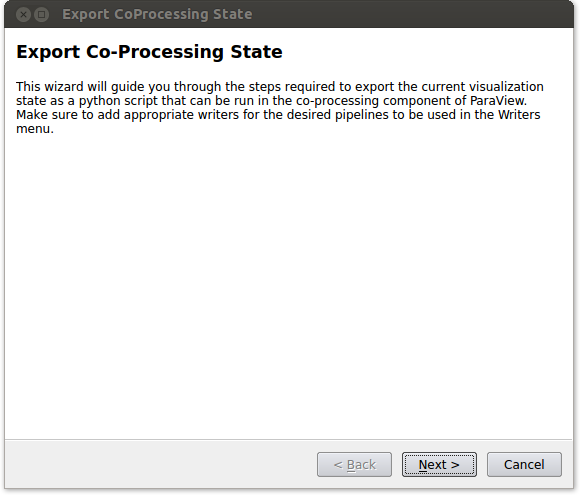 Export CoProcessing State
Export Co-Processing State
This wizard will guide you through the steps required to export the current visualization
state as a python script that can be run in the co-processing component of ParaView.
Make sure to add appropriate writers for the desired pipelines to be used in the Writers
menu.
< Back
Next >
Cancel